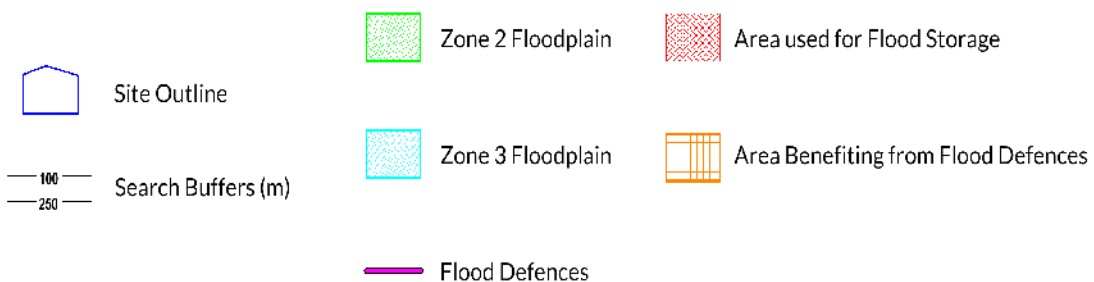 Site Outline
100
250
Search Buffers (m)
Zone 2 Floodplain
Zone 3 Floodplain
Flood Defences
Area used for Flood Storage
Area Benefiting from Flood Defences